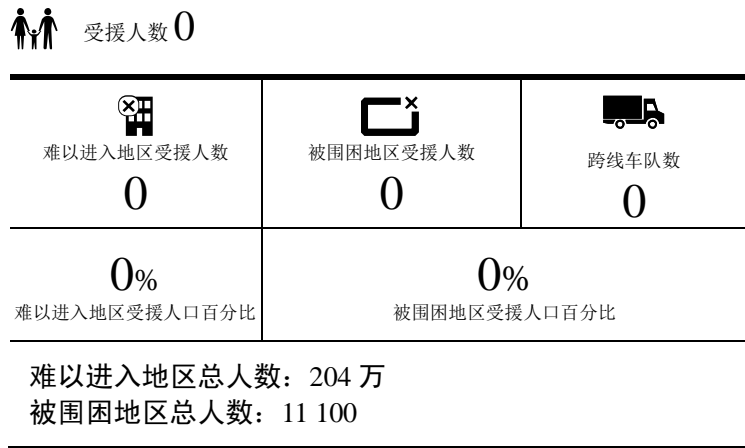 受援人数 0
难以进入地区受援人数
0
被围困地区受援人数
0
跨线车队数
0
0%
难以进入地区受援人口百分比
0%
被围困地区受援人口百分比
难以进入地区总人数：204 万
被围困地区总人数：11 100